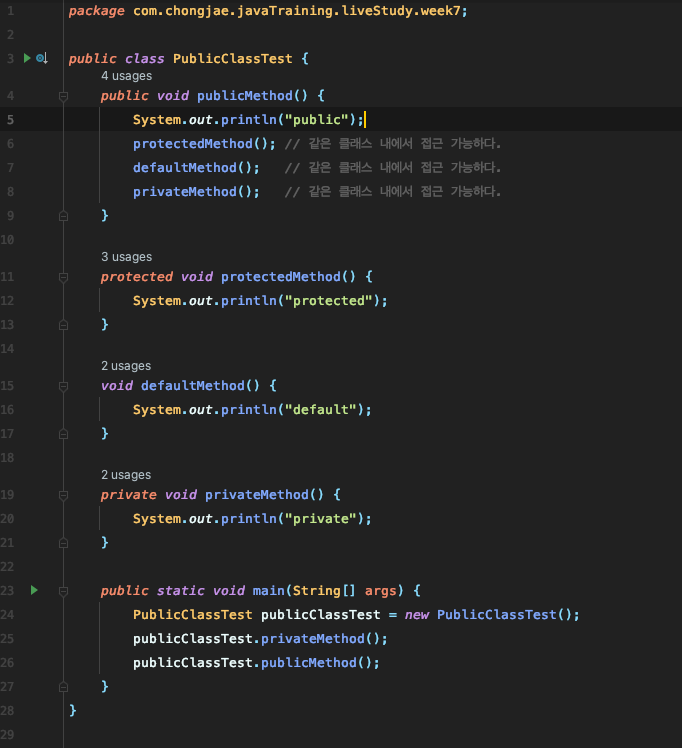 1 package com.chongjae.javaTraining.liveStudy.week7;
2
3 public class PublicClassTest {
4 usages
4 public void publicMethod() {
5 System.out.println("public");
6 protectedMethod(); // 같은 클래스 내에서 접근 가능하다.
7 defaultMethod();   // 같은 클래스 내에서 접근 가능하다.
8 privateMethod();   // 같은 클래스 내에서 접근 가능하다.
9 }
10
3 usages
11 protected void protectedMethod() {
12 System.out.println("protected");
13 }
14
2 usages
15 void defaultMethod() {
16 System.out.println("default");
17 }
18
2 usages
19 private void privateMethod() {
20 System.out.println("private");
21 }
22
23 public static void main(String[] args) {
24 PublicClassTest publicClassTest = new PublicClassTest();
25 publicClassTest.privateMethod();
26 publicClassTest.publicMethod();
27 }
28 }
29